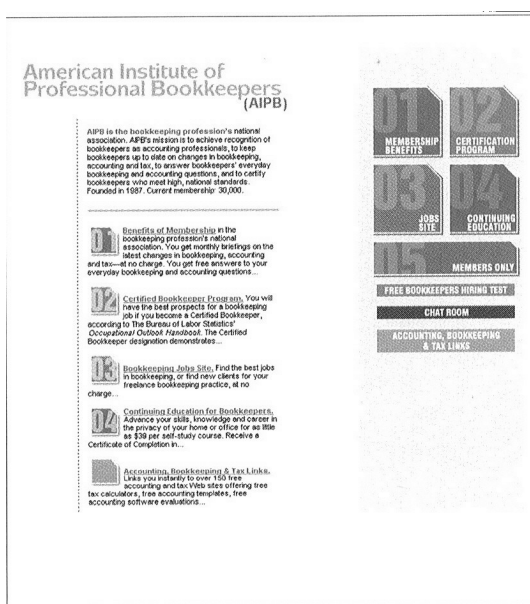 American Institute of
Professional Bookkeepers
(AIPB)
AIPB is the bookkeeping profession's national
association. AIPB's mission is to achieve recognition of
bookkeepers as accounting professionals, to keep
bookkeepers up to date on changes in bookkeeping,
accounting and tax, to answer bookkeepers' everyday
bookkeeping and accounting questions, and to certify
bookkeepers who meet high, national standards.
Founded in 1987. Current membership: 30,000.
01
Benefits of Membership in the
bookkeeping profession's national
association. You get monthly briefings on the
latest changes in bookkeeping, accounting
and tax—at no charge. You get free answers to your
everyday bookkeeping and accounting questions...
02
Certified Bookkeeper Program. You will
have the best prospects for a bookkeeping
job if you become a Certified Bookkeeper,
according to The Bureau of Labor Statistics'
Occupational Outlook Handbook. The Certified
Bookkeeper designation demonstrates...
03
Bookkeeping Jobs Site. Find the best jobs
in bookkeeping, or find new clients for your
freelance bookkeeping practice, at no
charge...
04
Continuing Education for Bookkeepers.
Advance your skills, knowledge and career in
the privacy of your home or office for as little
as $39 per self-study course. Receive a
Certificate of Completion in...
Accounting, Bookkeeping & Tax Links.
Links you instantly to over 150 free
accounting and tax Web sites offering free
tax calculators, free accounting templates, free
accounting software evaluations...
01
MEMBERSHIP
BENEFITS
02
CERTIFICATION
PROGRAM
03
JOBS
SITE
04
CONTINUING
EDUCATION
05
MEMBERS ONLY
FREE BOOKKEEPERS HIRING TEST
CHAT ROOM
ACCOUNTING, BOOKKEEPING
& TAX LINKS